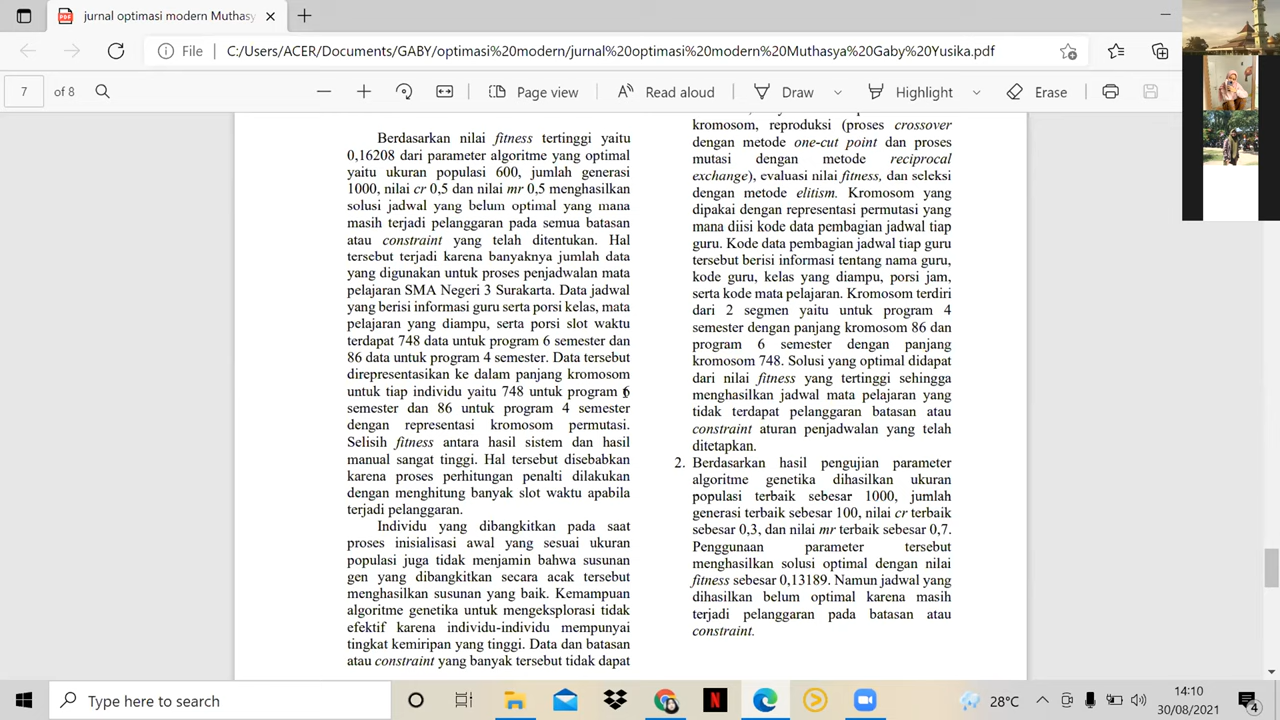 jurnal optimasi modern Muthasya
File
C:/Users/ACER/Documents/GABY/optimasi%20modern/jurnal%20optimasi%20modern%20Muthasya%20Gaby%20Yusika.pdf
7
of 8
Page view
Read aloud
Draw
Highlight
Erase
Berdasarkan nilai fitness tertinggi yaitu
0,16208 dari parameter algoritme yang optimal
yaitu ukuran populasi 600, jumlah generasi
1000, nilai cr 0,5 dan nilai mr 0,5 menghasilkan
solusi jadwal yang belum optimal yang mana
masih terjadi pelanggaran pada semua batasan
atau constraint yang telah ditentukan. Hal
tersebut terjadi karena banyaknya jumlah data
yang digunakan untuk proses penjadwalan mata
pelajaran SMA Negeri 3 Surakarta. Data jadwal
yang berisi informasi guru serta porsi kelas, mata
pelajaran yang diampu, serta porsi slot waktu
terdapat 748 data untuk program 6 semester dan
86 data untuk program 4 semester. Data tersebut
direpresentasikan ke dalam panjang kromosom
untuk tiap individu yaitu 748 untuk program 6
semester dan 86 untuk program 4 semester
dengan representasi kromosom permutasi.
Selisih fitness antara hasil sistem dan hasil
manual sangat tinggi. Hal tersebut disebabkan
karena proses perhitungan penalti dilakukan
dengan menghitung banyak slot waktu apabila
terjadi pelanggaran.
Individu yang dibangkitkan pada saat
proses inisialisasi awal yang sesuai ukuran
populasi juga tidak menjamin bahwa susunan
gen yang dibangkitkan secara acak tersebut
menghasilkan susunan yang baik. Kemampuan
algoritme genetika untuk mengeksplorasi tidak
efektif karena individu-individu mempunyai
tingkat kemiripan yang tinggi. Data dan batasan
atau constraint yang banyak tersebut tidak dapat
kromosom, reproduksi (proses crossover
dengan metode one-cut point dan proses
mutasi dengan metode reciprocal
exchange), evaluasi nilai fitness, dan seleksi
dengan metode elitism. Kromosom yang
dipakai dengan representasi permutasi yang
mana diisi kode data pembagian jadwal tiap
guru. Kode data pembagian jadwal tiap guru
tersebut berisi informasi tentang nama guru,
kode guru, kelas yang diampu, porsi jam,
serta kode mata pelajaran. Kromosom terdiri
dari 2 segmen yaitu untuk program 4
semester dengan panjang kromosom 86 dan
program 6 semester dengan panjang
kromosom 748. Solusi yang optimal didapat
dari nilai fitness yang tertinggi sehingga
menghasilkan jadwal mata pelajaran yang
tidak terdapat pelanggaran batasan atau
constraint aturan penjadwalan yang telah
ditetapkan.
2. Berdasarkan hasil pengujian parameter
algoritme genetika dihasilkan ukuran
populasi terbaik sebesar 1000, jumlah
generasi terbaik sebesar 100, nilai cr terbaik
sebesar 0,3, dan nilai mr terbaik sebesar 0,7.
Penggunaan parameter tersebut
menghasilkan solusi optimal dengan nilai
fitness sebesar 0,13189. Namun jadwal yang
dihasilkan belum optimal karena masih
terjadi pelanggaran pada batasan atau
constraint.
Type here to search
28°C
14:10
30/08/2021
4